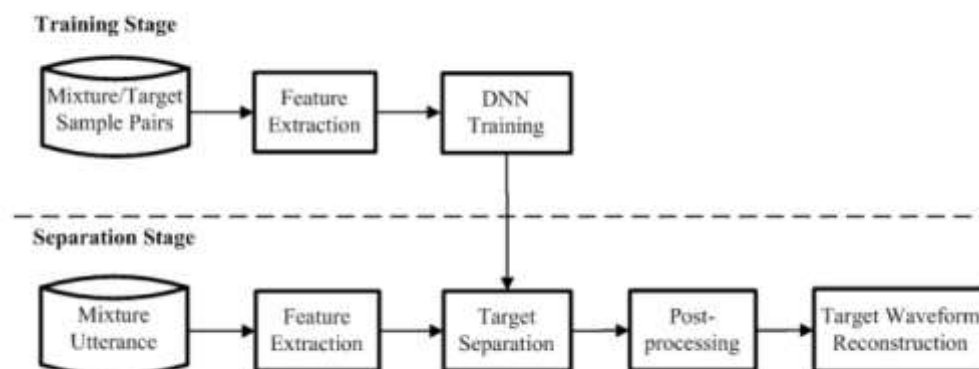 Training Stage
Mixture/Target
Sample Pairs
Feature
Extraction
DNN
Training
Separation Stage
Mixture
Utterance
Feature
Extraction
Target
Separation
Post-
processing
Target Waveform
Reconstruction